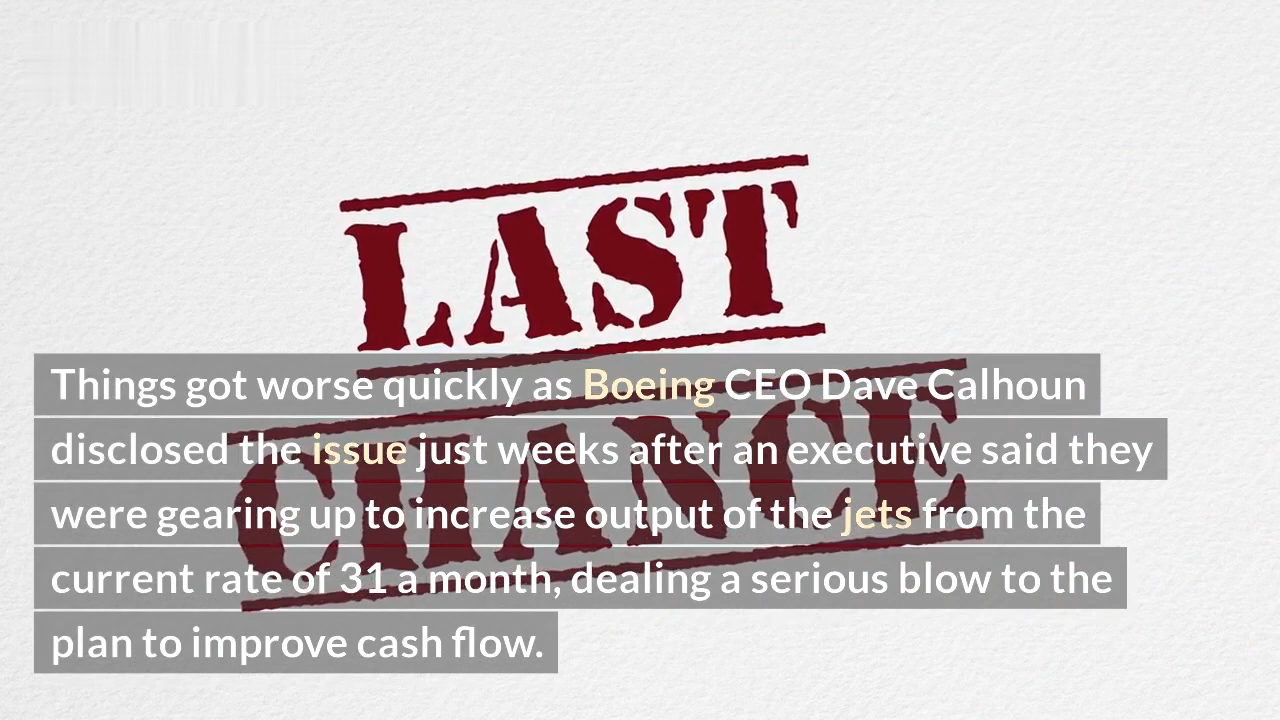 LAST
CHANCE
Things got worse quickly as Boeing CEO Dave Calhoun
disclosed the issue just weeks after an executive said they
were gearing up to increase output of the jets from the
current rate of 31 a month, dealing a serious blow to the
plan to improve cash flow.